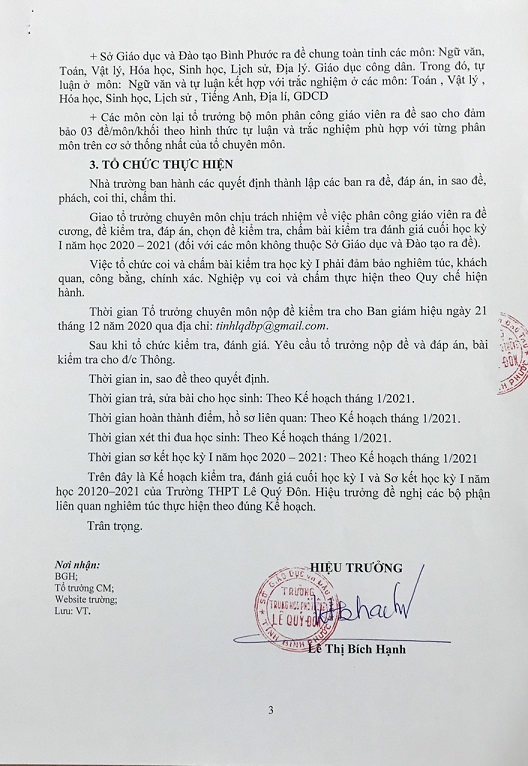 + Sở Giáo dục và Đào tạo Bình Phước ra đề chung toàn tỉnh các môn: Ngữ văn,
Toán, Vật lý, Hóa học, Sinh học, Lịch sử, Địa lý. Giáo dục công dân. Trong đó, tự
luận ở môn: Ngữ văn và tự luận kết hợp với trắc nghiệm ở các môn: Toán , Vật lý ,
Hóa học, Sinh học, Lịch sử , Tiếng Anh, Địa lí, GDCD
+ Các môn còn lại tổ trưởng bộ môn phân công giáo viên ra đề sao cho đảm
bảo 03 đề/môn/khối theo hình thức tự luận và trắc nghiệm phù hợp với từng phân
môn trên cơ sở thống nhất của tổ chuyên môn.
3. TỔ CHỨC THỰC HIỆN
Nhà trường ban hành các quyết định thành lập các ban ra đề, đáp án, in sao đề,
phách, coi thi, chấm thi.
Giao tổ trưởng chuyên môn chịu trách nhiệm về việc phân công giáo viên ra đề
cương, đề kiểm tra, đáp án, chọn đề kiểm tra, chấm bài kiểm tra đánh giá cuối học kỳ
I năm học 2020 – 2021 (đối với các môn không thuộc Sở Giáo dục và Đào tạo ra đề).
Việc tổ chức coi và chấm bài kiểm tra học kỳ I phải đảm bảo nghiêm túc, khách
quan, công bằng, chính xác. Nghiệp vụ coi và chấm thực hiện theo Quy chế hiện
hành.
Thời gian Tổ trưởng chuyên môn nộp đề kiểm tra cho Ban giám hiệu ngày 21
tháng 12 năm 2020 qua địa chỉ: tinhlqdbp@gmail.com.
Sau khi tổ chức kiểm tra, đánh giá. Yêu cầu tổ trưởng nộp đề và đáp án, bài
kiểm tra cho đ/c Thông.
Thời gian in, sao đề theo quyết định.
Thời gian trả, sửa bài cho học sinh: Theo Kế hoạch tháng 1/2021.
Thời gian hoàn thành điểm, hồ sơ liên quan: Theo Kế hoạch tháng 1/2021.
Thời gian xét thi đua học sinh: Theo Kế hoạch tháng 1/2021.
Thời gian sơ kết học kỳ I năm học 2020 – 2021: Theo Kế hoạch tháng 1/2021
Trên đây là Kế hoạch kiểm tra, đánh giá cuối học kỳ I và Sơ kết học kỳ I năm
học 20120–2021 của Trường THPT Lê Quý Đôn. Hiệu trưởng đề nghị các bộ phận
liên quan nghiêm túc thực hiện theo đúng Kế hoạch.
Trân trọng.
Nơi nhận:
BGH;
Tổ trưởng CM;
Website trường;
Lưu: VT.
HIỆU TRƯỞNG
TRƯỜNG
TRUNG HỌC PHỔ
LÊ QUÝ ĐÔN
TỈNH BÌNH PHƯỚC
Lê Thị Bích Hạnh
3